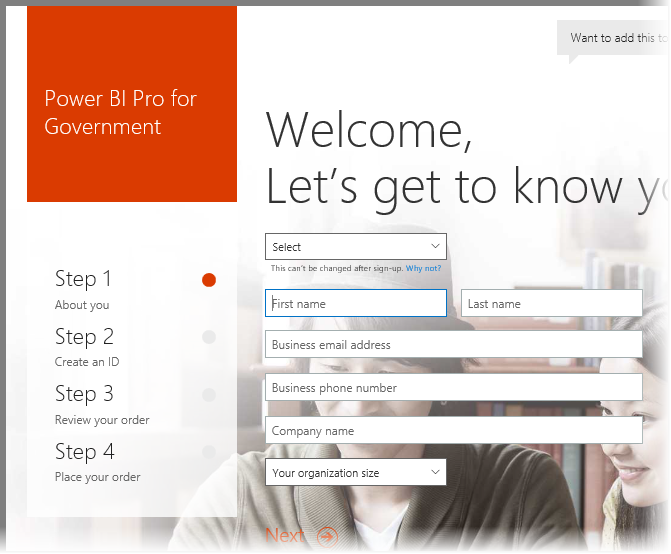 Want to add this to
Power BI Pro for
Government
Welcome,
Let's get to know
Select
This can't be changed after sign-up. Why not?
Step 1
About you
First name
Last name
Step 2
Create an ID
Business email address
Step 3
Review your order
Business phone number
Company name
Step 4
Place your order
Your organization size
Next